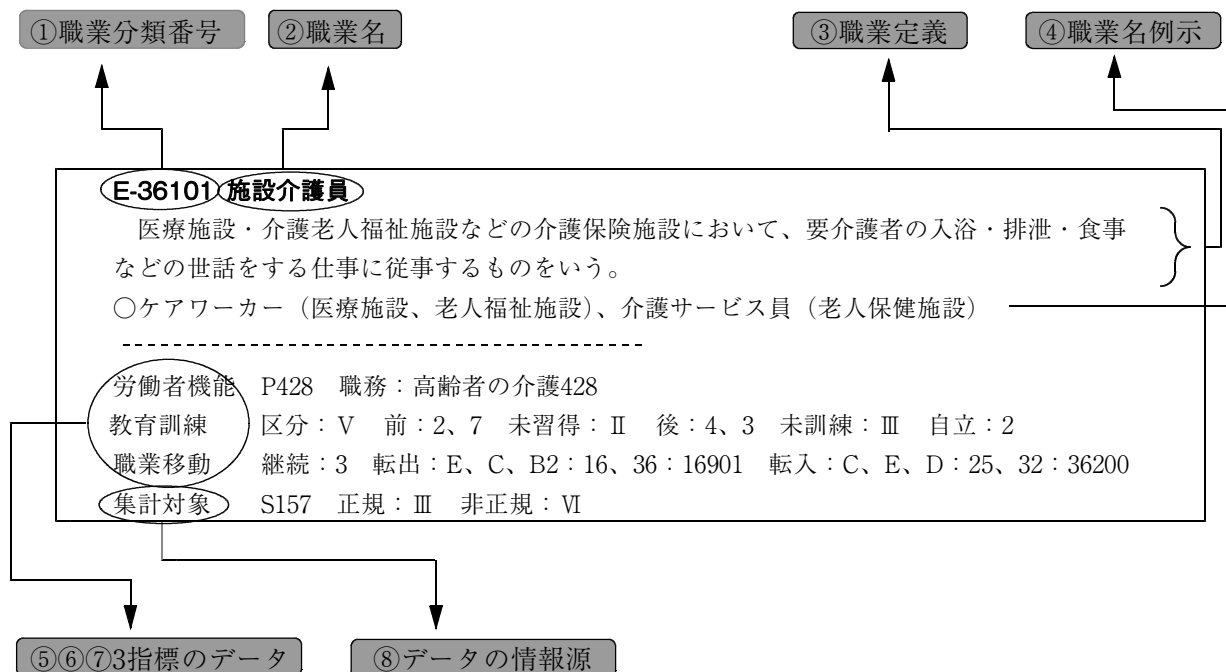 ①職業分類番号 ②職業名 ③職業定義 ④職業名例示
E-36101 施設介護員
医療施設・介護老人福祉施設などの介護保険施設において、要介護者の入浴・排泄・食事
などの世話をする仕事に従事するものをいう。
○ケアワーカー（医療施設、老人福祉施設）、介護サービス員（老人保健施設）
労働者機能 P428 職務：高齢者の介護428
教育訓練 区分：Ⅴ 前：2、7 未習得：Ⅱ 後：4、3 未訓練：Ⅲ 自立：2
職業移動 継続：3 転出：E、C、B2：16、36：16901 転入：C、E、D：25、32：36200
集計対象 S157 正規：Ⅲ 非正規：Ⅵ
⑤⑥⑦3指標のデータ ⑧データの情報源